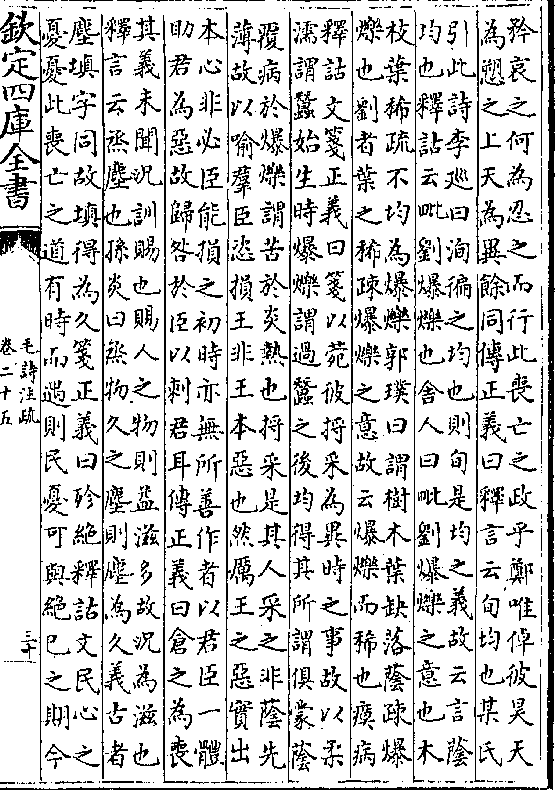 矜哀之何為忍之而行此喪亡之政乎鄭唯倬彼昊天
為愬之上天為異餘同傳正義曰釋言云旬均也某氏
引此詩李廵曰洵徧之均也則旬是均之義故云言蔭
均也釋詁云毗劉爆爍也舍人曰毗劉爆爍之意也木
枝葉稀疏不均為爆爍郭璞曰謂樹木葉缺落蔭疎爆
爍也劉者葉之稀疎爆爍之意故云爆爍而稀也瘼病
釋詁文箋正義曰箋以菀彼捋采為異時之事故以柔
濡謂蠶始生時爆爍謂過蠶之後均得其所謂俱蒙蔭
覆病於爆爍謂苦於炎熱也捋采是其人采之非蔭先
薄故以喻羣臣恣損王非王本惡也然厲王之惡實出
本心非必臣能損之初時亦無所善作者以君臣一體
助君為惡故歸咎於臣以刺君耳傳正義曰倉之為喪
其義未聞況訓賜也賜人之物則益滋多故況為滋也
釋言云烝塵也孫炎曰烝物久之塵則塵為久義古者
塵填字同故填得為久箋正義曰殄絶釋詁文民心之
憂憂此喪亡之道有時而遇則民憂可與絶已之期今
欽定四庫全書
毛詩注疏
卷二十五
三十